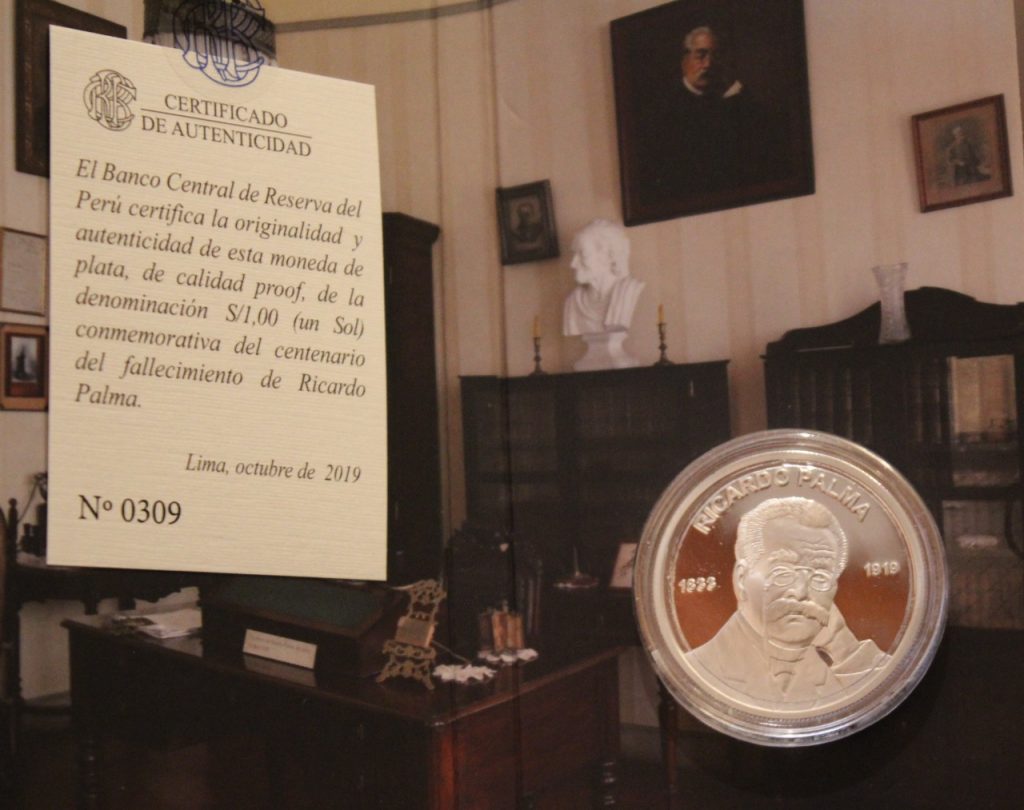 CERTIFICADO
DE AUTENTICIDAD
El Banco Central de Reserva del
Perú certifica la originalidad y
autenticidad de esta moneda de
plata, de calidad proof, de la
denominación S/1,00 (un Sol)
conmemorativa del centenario
del fallecimiento de Ricardo
Palma.
Lima, octubre de 2019
Nº 0309
RICARDO PALMA
1833
1919